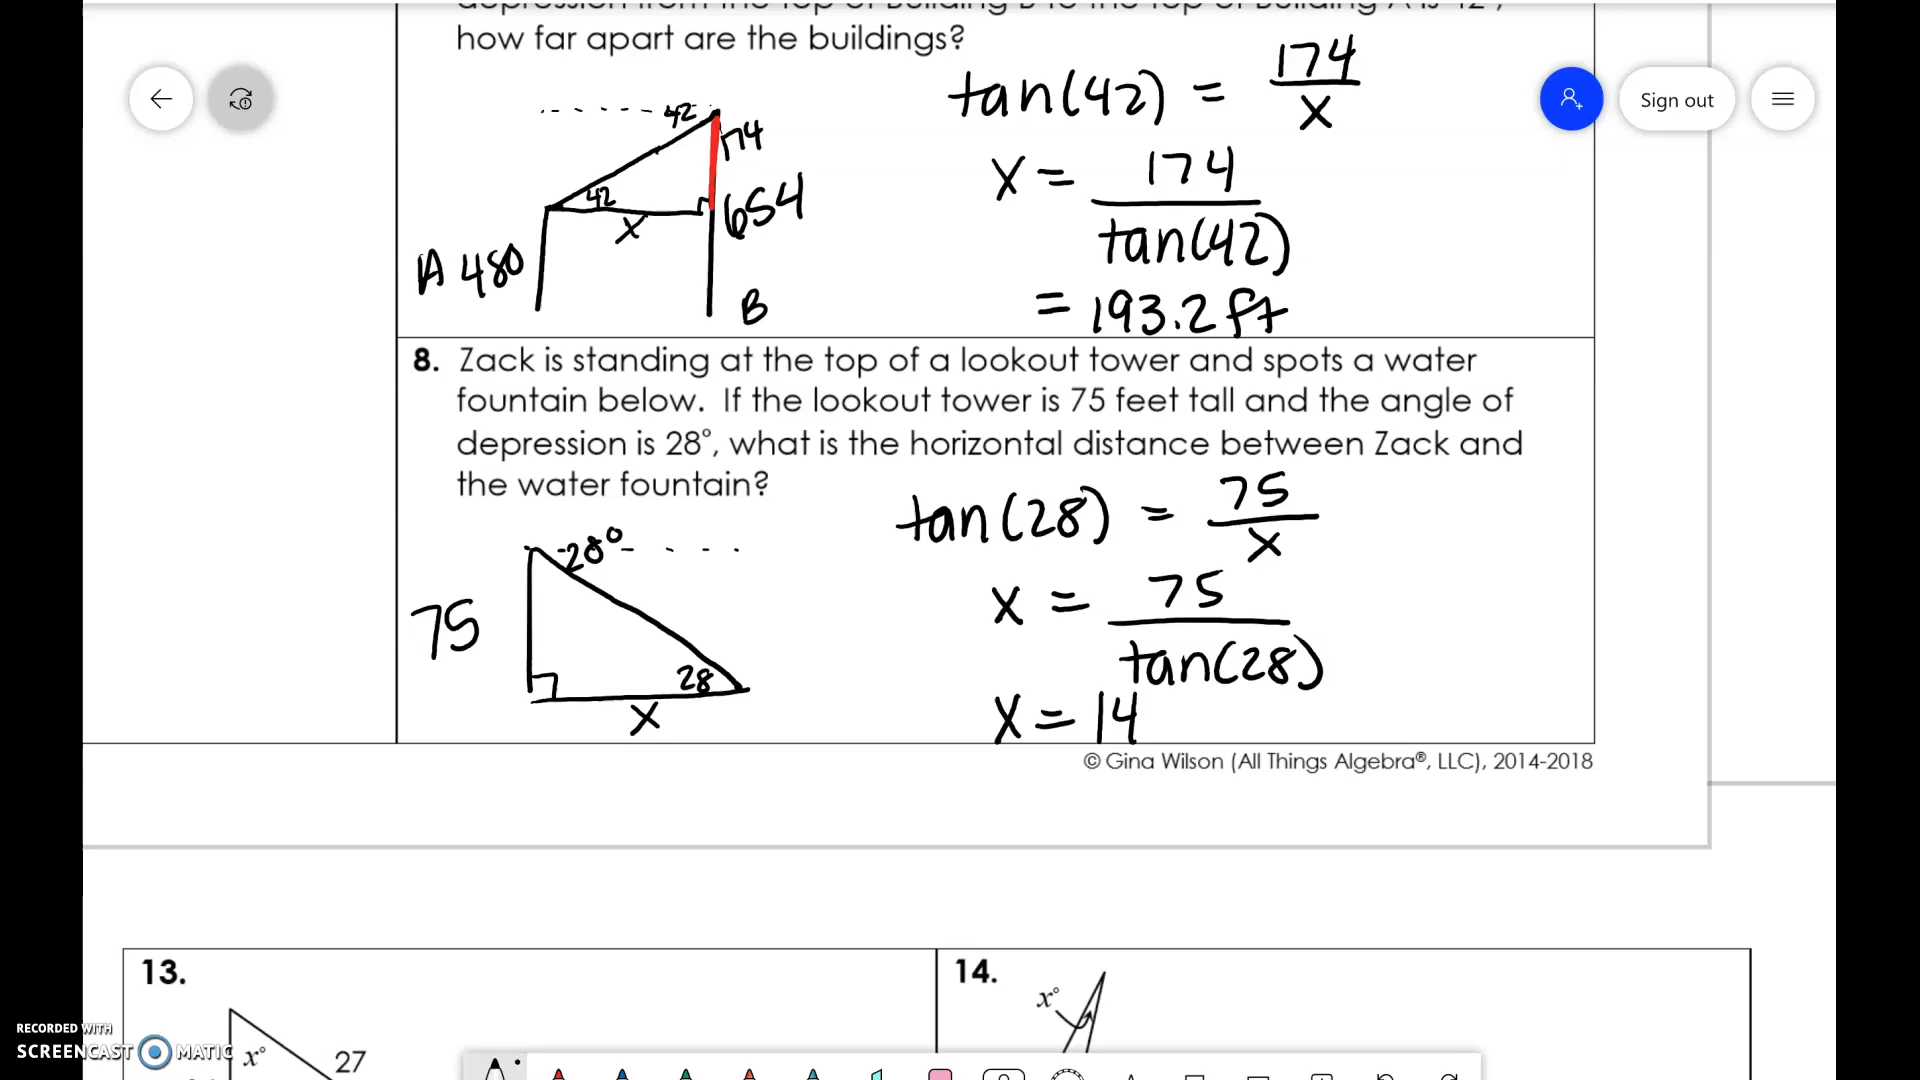 how far apart are the buildings?
tan(42) = 174
x
Sign out
42
174
x = 174
tan(42)
42
x
654
A 480
B
= 193.2 ft
8. Zack is standing at the top of a lookout tower and spots a water
fountain below. If the lookout tower is 75 feet tall and the angle of
depression is 28°, what is the horizontal distance between Zack and
the water fountain?
tan(28) = 75
x
28°
75
x = 75
tan(28)
28
x
x = 14
© Gina Wilson (All Things Algebra®, LLC), 2014-2018
13.
14.
x°
x°
27
RECORDED WITH
SCREENCAST MATIC